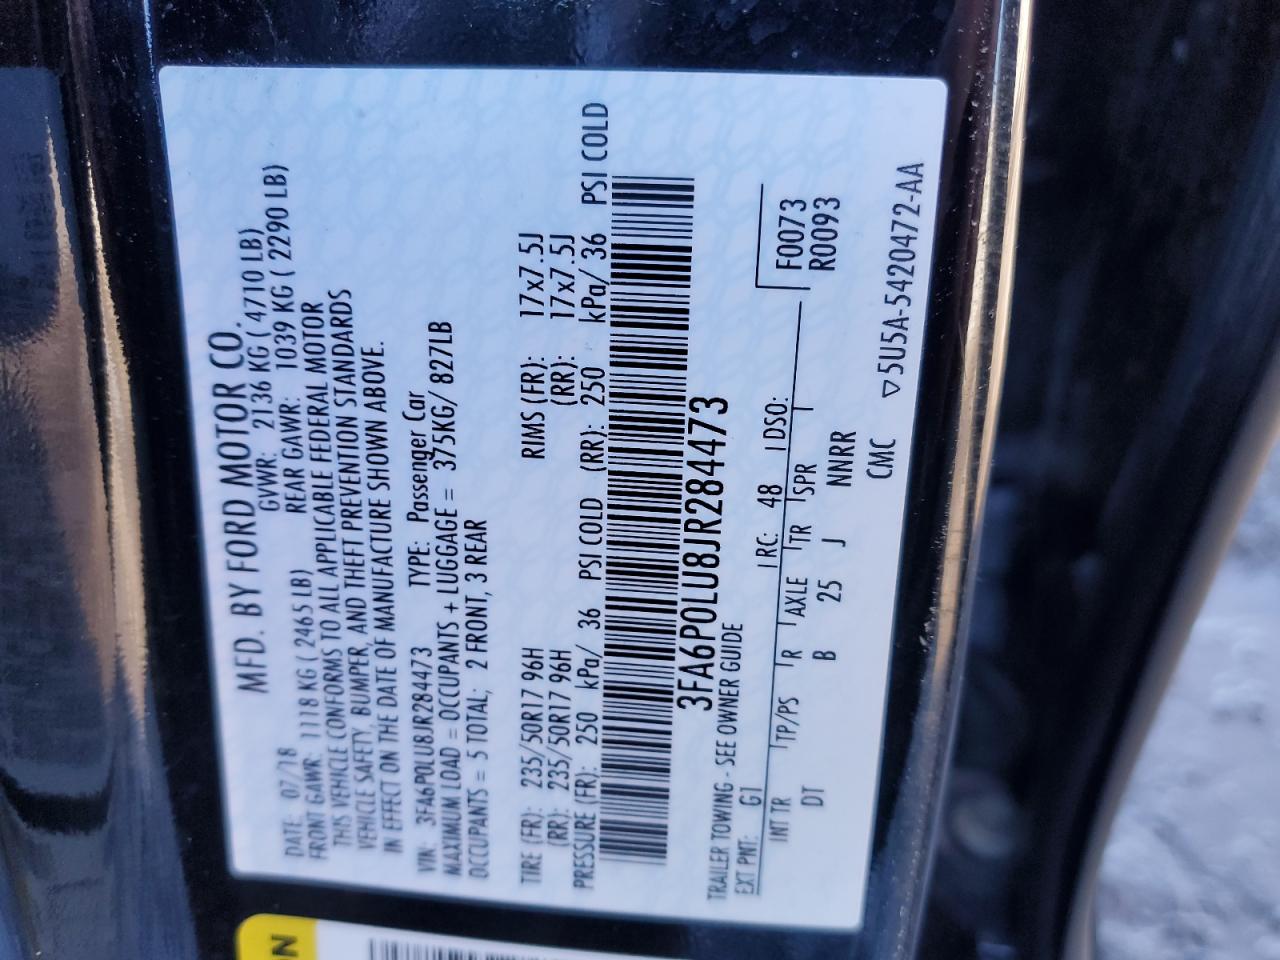 MFD. BY FORD MOTOR CO.
DATE: 07/18 GVWR: 2136 KG ( 4710 LB)
FRONT GAWR: 1118 KG ( 2465 LB) REAR GAWR: 1039 KG ( 2290 LB)
THIS VEHICLE CONFORMS TO ALL APPLICABLE FEDERAL MOTOR
VEHICLE SAFETY, BUMPER, AND THEFT PREVENTION STANDARDS
IN EFFECT ON THE DATE OF MANUFACTURE SHOWN ABOVE.
VIN: 3FA6P0LU8JR284473 TYPE: Passenger Car
MAXIMUM LOAD = OCCUPANTS + LUGGAGE = 375KG/ 827LB
OCCUPANTS = 5 TOTAL; 2 FRONT, 3 REAR
TIRE (FR): 235/50R17 96H RIMS (FR): 17x7.5J
(RR): 235/50R17 96H (RR): 17x7.5J
PRESSURE (FR): 250 kPa/ 36 PSI COLD (RR): 250 kPa/ 36 PSI COLD
3FA6P0LU8JR284473
TRAILER TOWING - SEE OWNER GUIDE
EXT PNT: G1 RC: 48 DSO: F0073
INT TR TP/PS R AXLE TR SPR R0093
DT B 25 J NNRR
CMC ▽5U5A-5420472-AA